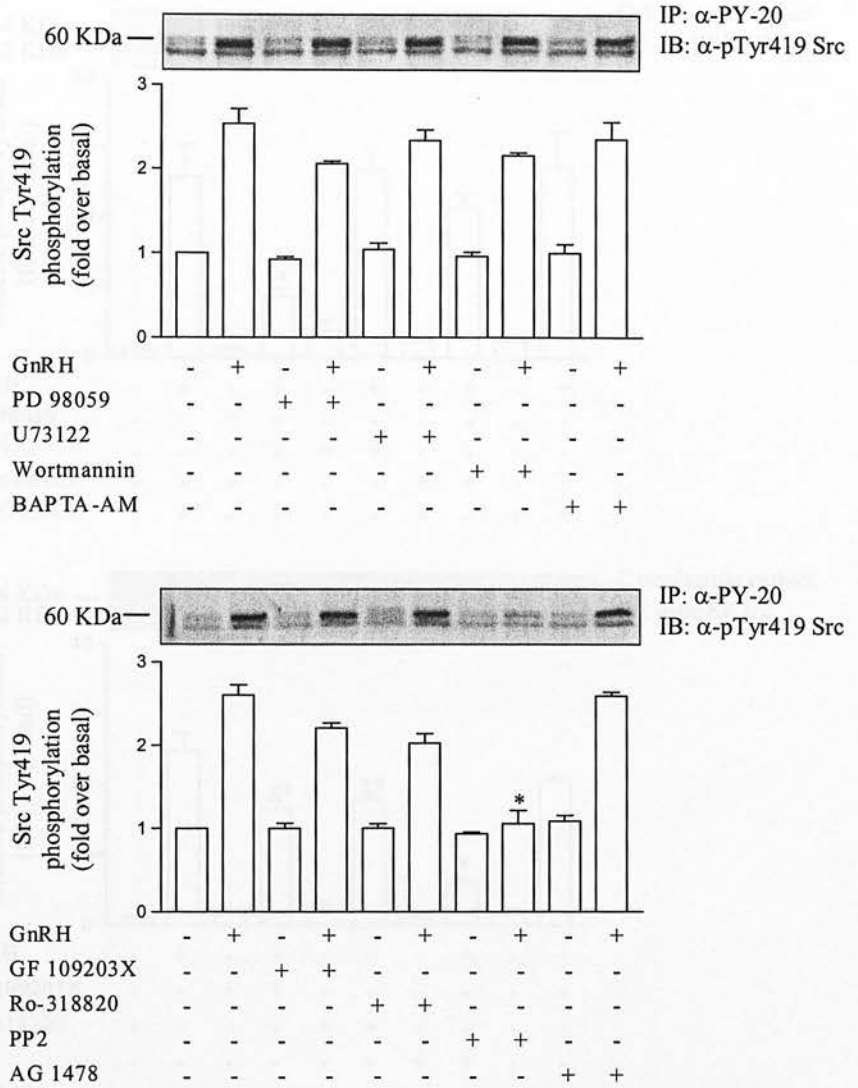 60 KDa
IP: α-PY-20
IB: α-pTyr419 Src
Src Tyr419
phosphorylation
(fold over basal)
3
2
1
0
GnRH - + - + - + - + - +
PD 98059 - - + + - - - - - -
U73122 - - - - + + - - - -
Wortmannin - - - - - - + + - -
BAPTA-AM - - - - - - - - + +
60 KDa
IP: α-PY-20
IB: α-pTyr419 Src
Src Tyr419
phosphorylation
(fold over basal)
3
2
1
0
*
GnRH - + - + - + - + - +
GF 109203X - - + + - - - - - -
Ro-318820 - - - - + + - - - -
PP2 - - - - - - + + - -
AG 1478 - - - - - - - - + +